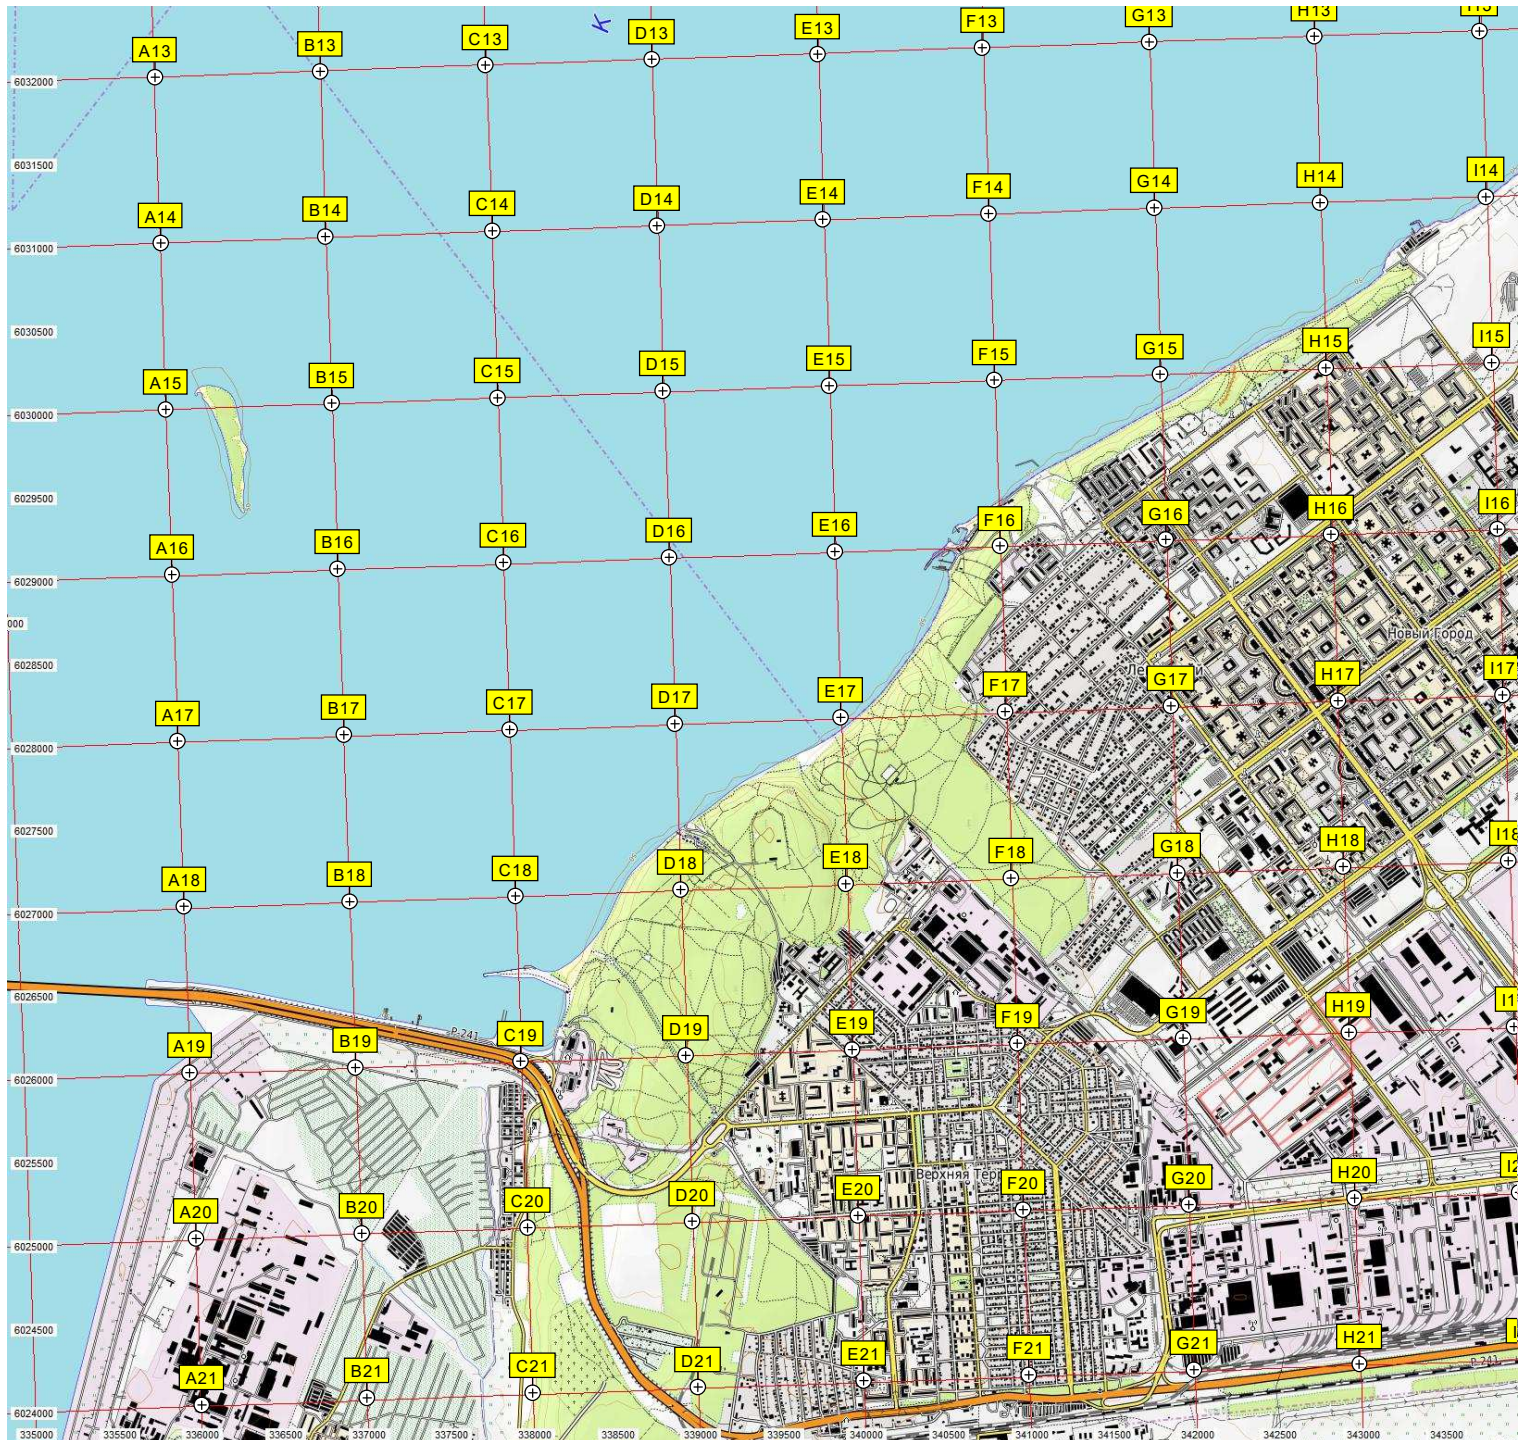 K
A13 B13 C13 D13 E13 F13 G13 H13 I13
6032000
6031500
A14 B14 C14 D14 E14 F14 G14 H14 I14
6031000
6030500
A15 B15 C15 D15 E15 F15 G15 H15 I15
6030000
6029500
A16 B16 C16 D16 E16 F16 G16 H16 I16
6029000
000
Новый Город
6028500
A17 B17 C17 D17 E17 F17 G17 H17 I17
6028000
6027500
A18 B18 C18 D18 E18 F18 G18 H18 I18
6027000
6026500
P-241
A19 B19 C19 D19 E19 F19 G19 H19
6026000
6025500
Верхняя Тер
A20 B20 C20 D20 E20 F20 G20 H20
6025000
6024500
A21 B21 C21 D21 E21 F21 G21 H21
P-241
6024000
335000 335500 336000 336500 337000 337500 338000 338500 339000 339500 340000 340500 341000 341500 342000 342500 343000 343500